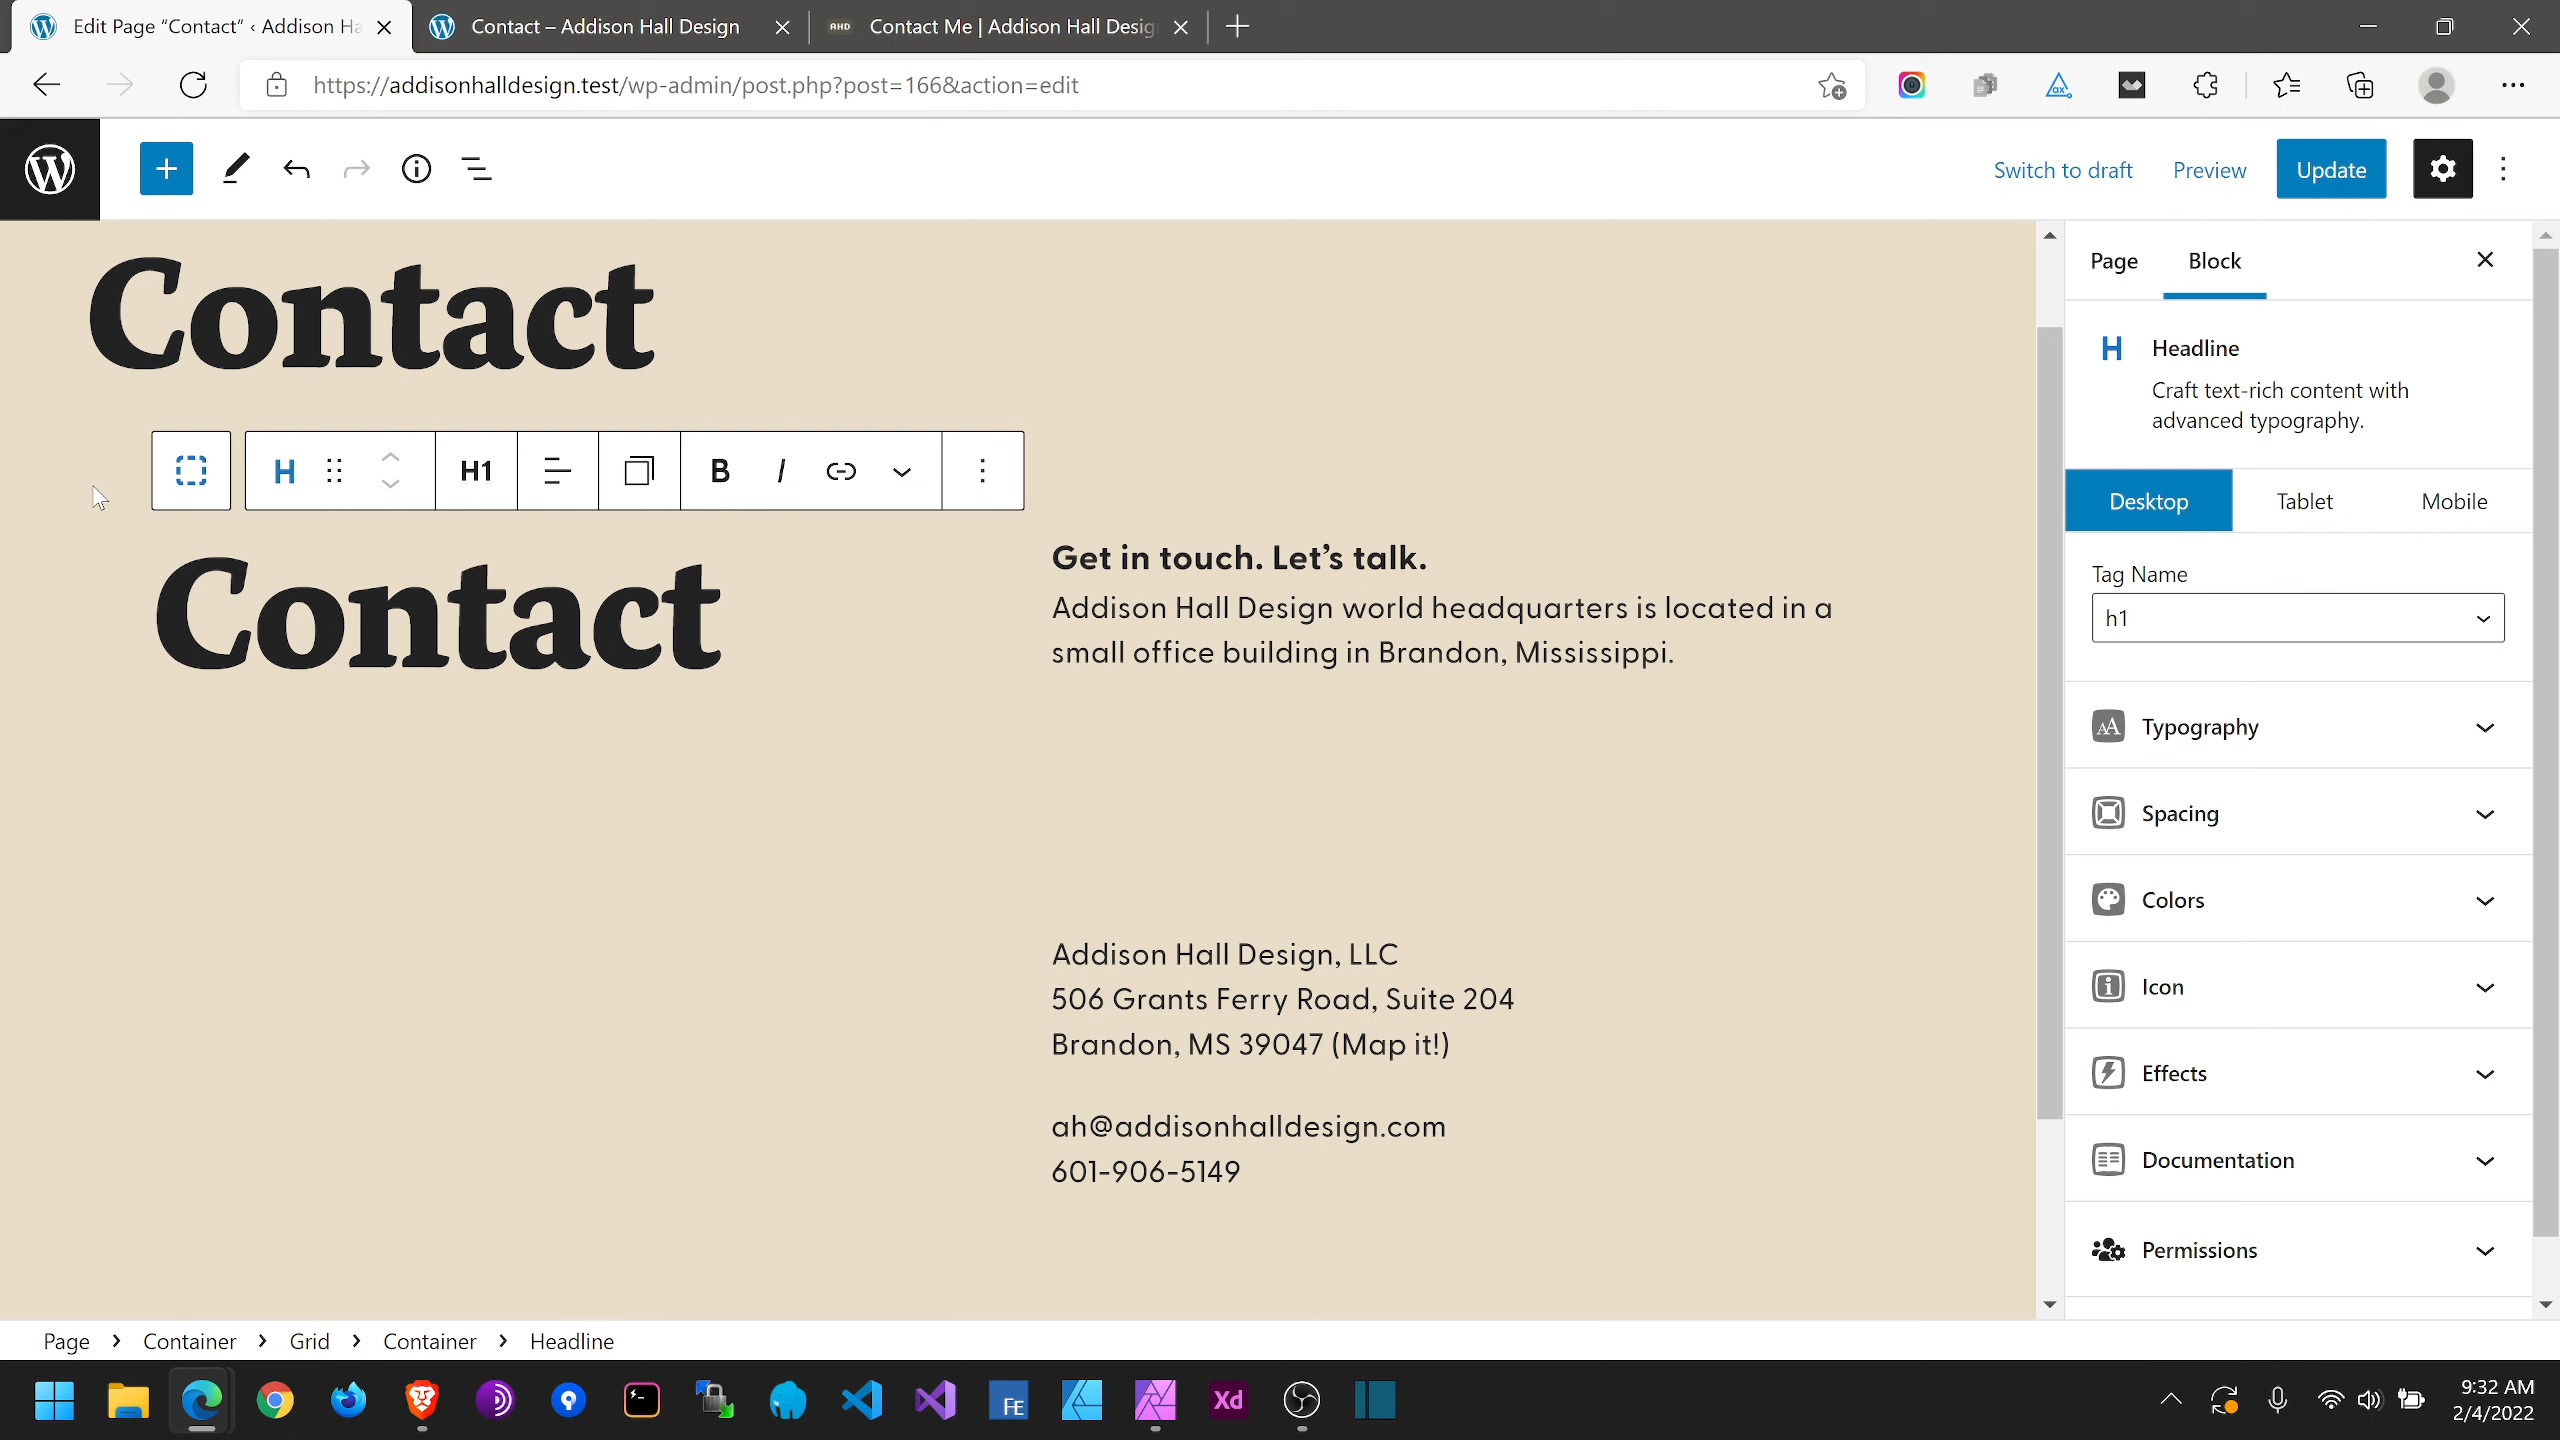 Edit Page “Contact” ‹ Addison Ha
Contact – Addison Hall Design
AHD
Contact Me | Addison Hall Desig
https://addisonhalldesign.test/wp-admin/post.php?post=166&action=edit
Switch to draft
Preview
Update
Contact
H
H1
B
I
Contact
Get in touch. Let’s talk.
Addison Hall Design world headquarters is located in a
small office building in Brandon, Mississippi.
Addison Hall Design, LLC
506 Grants Ferry Road, Suite 204
Brandon, MS 39047 (Map it!)
ah@addisonhalldesign.com
601-906-5149
Page
Block
H
Headline
Craft text-rich content with
advanced typography.
Desktop
Tablet
Mobile
Tag Name
h1
Typography
Spacing
Colors
Icon
Effects
Documentation
Permissions
Page
Container
Grid
Container
Headline
FE
Xd
9:32 AM
2/4/2022